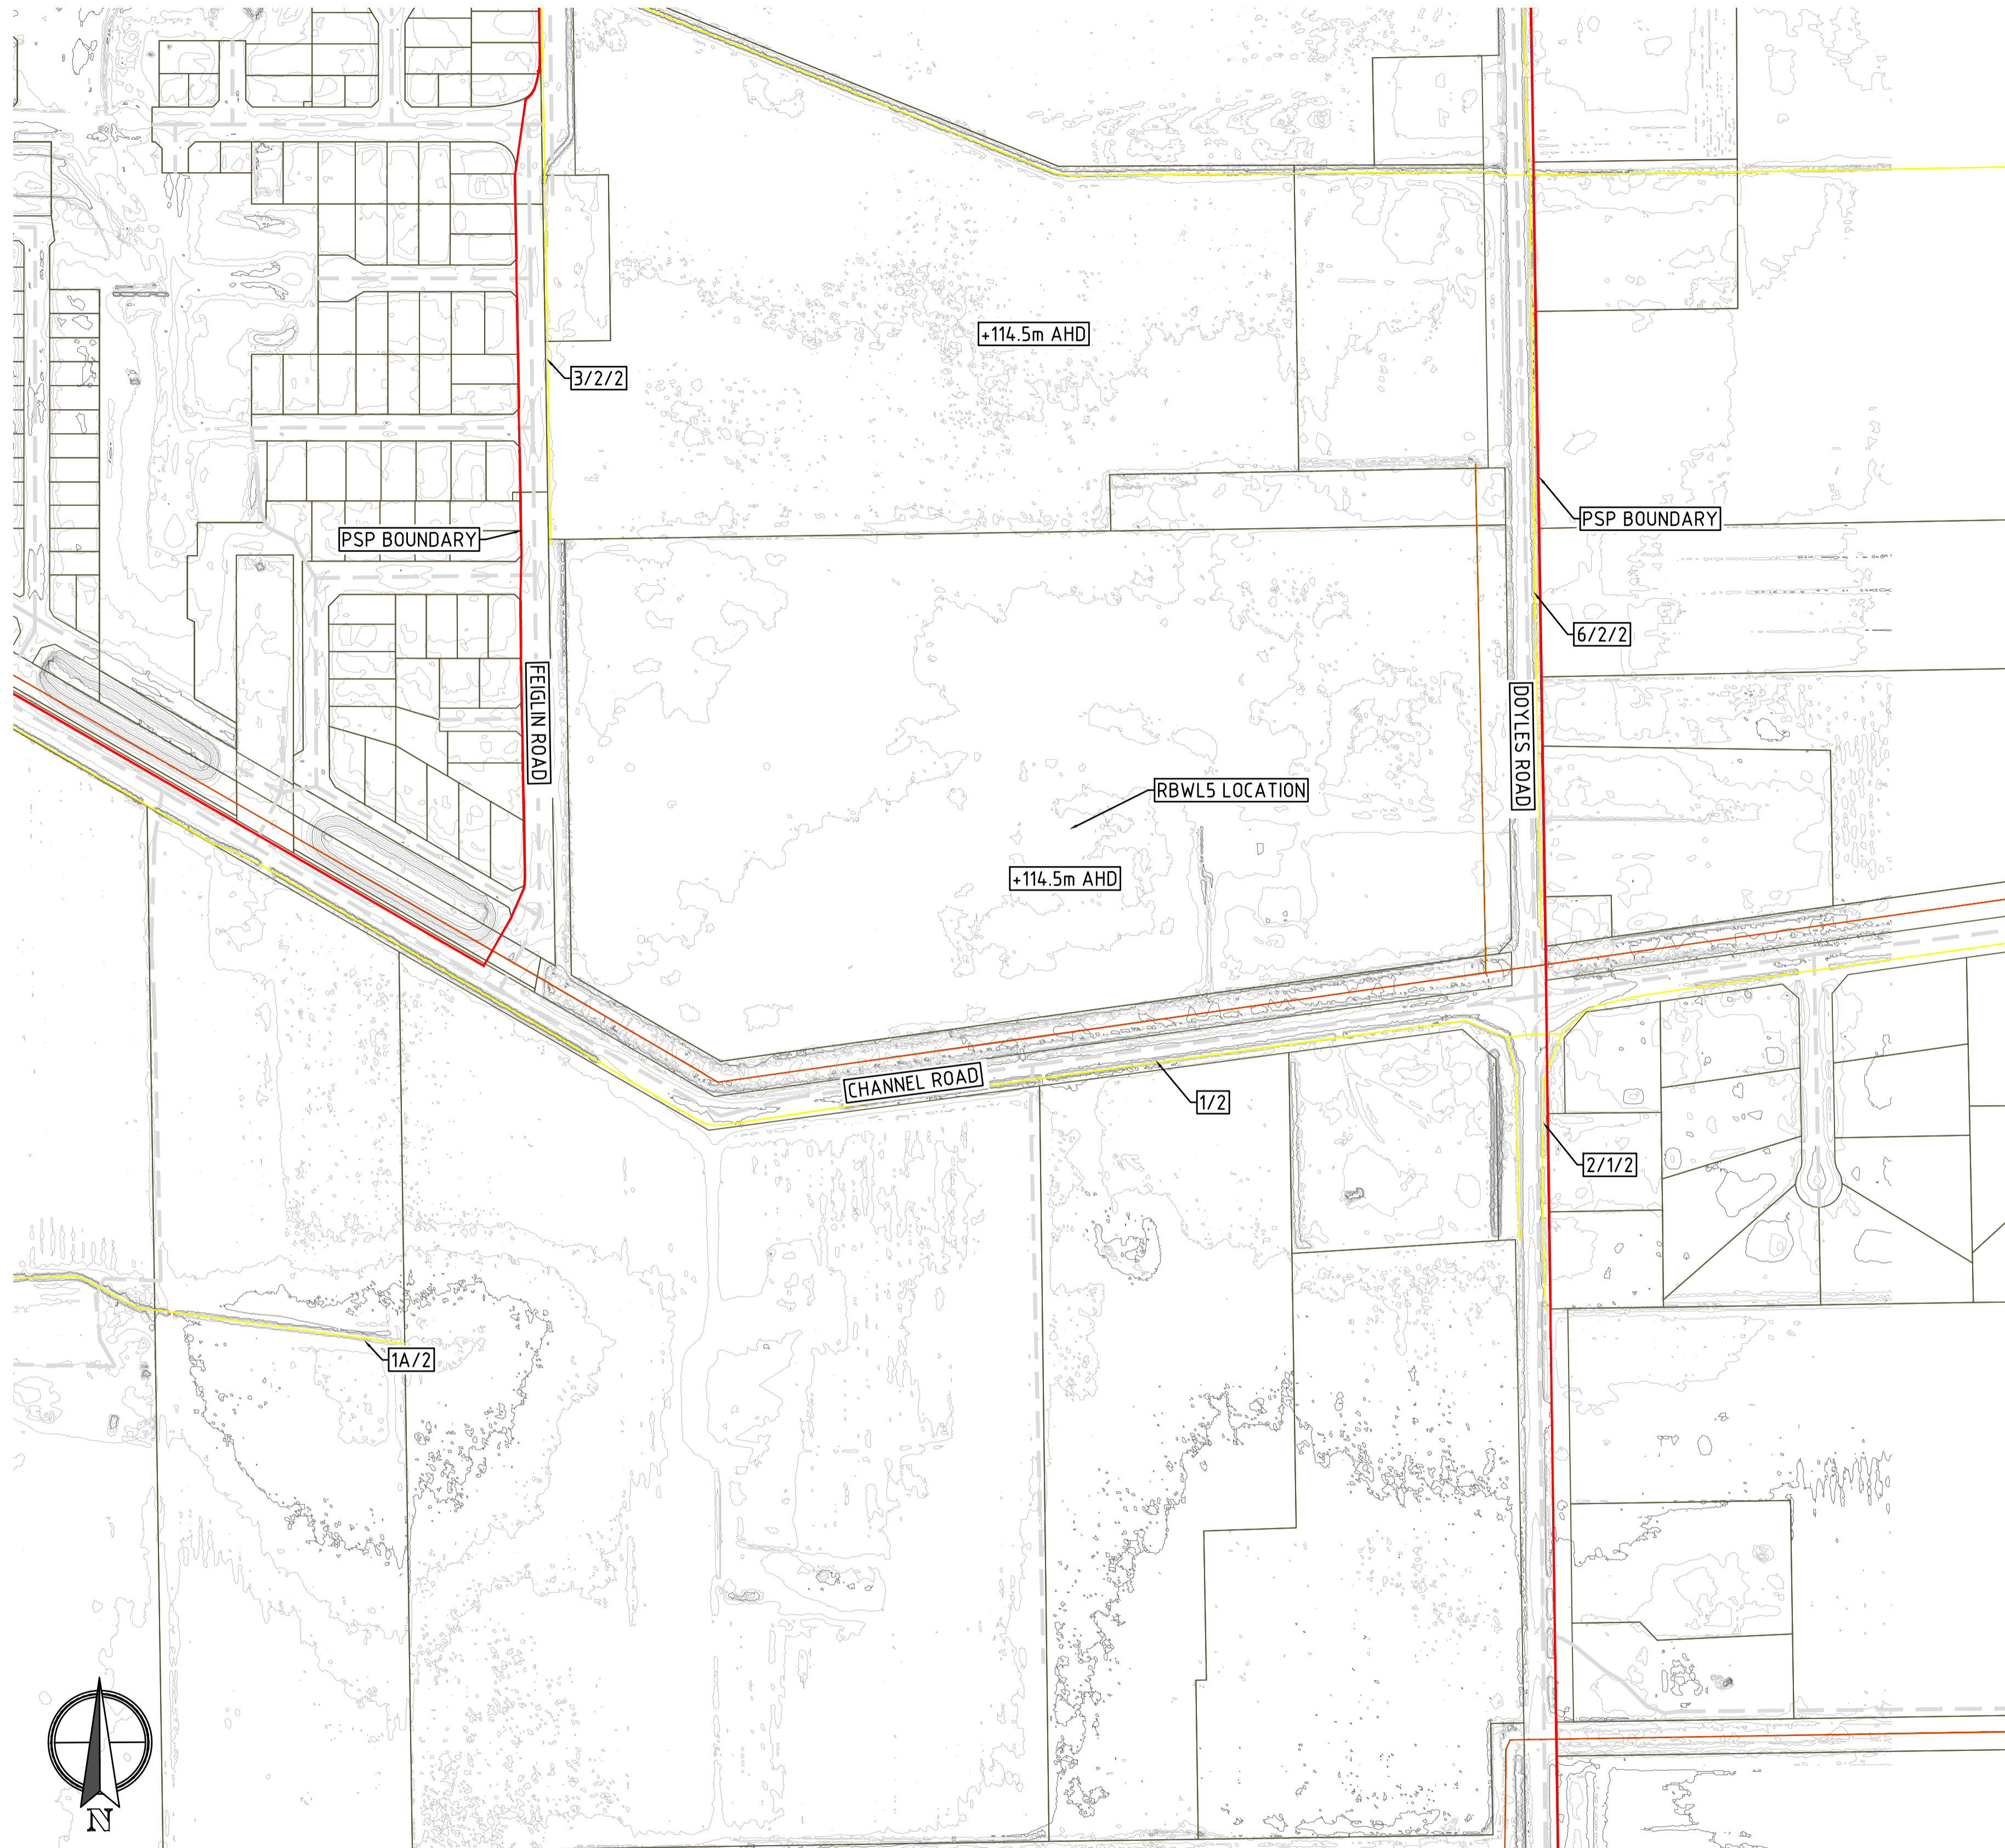 +114.5m AHD
3/2/2
PSP BOUNDARY
PSP BOUNDARY
6/2/2
FEIGLIN ROAD
DOYLES ROAD
RBWL5 LOCATION
+114.5m AHD
CHANNEL ROAD
1/2
2/1/2
1A/2
N